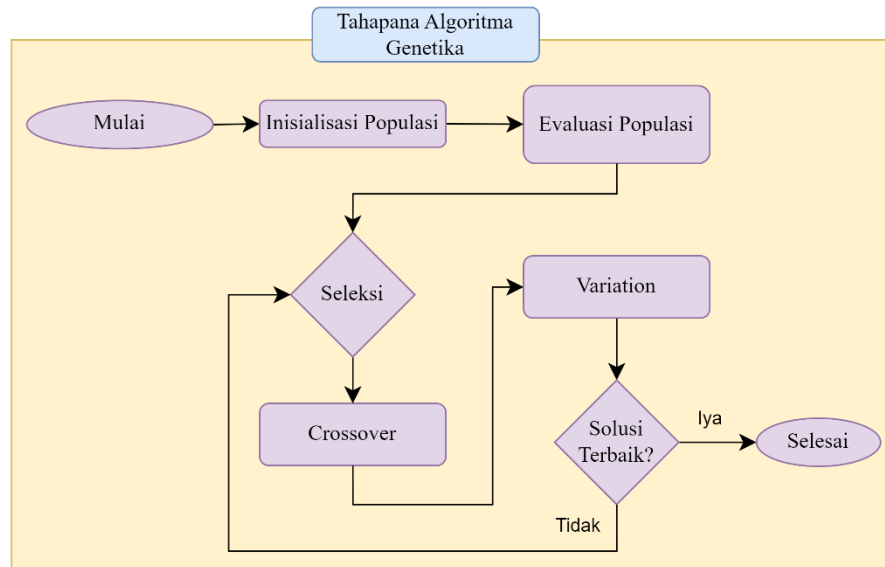 Tahapana Algoritma
Genetika
Mulai
Inisialisasi Populasi
Evaluasi Populasi
Seleksi
Variation
Crossover
Solusi
Terbaik?
Iya
Selesai
Tidak